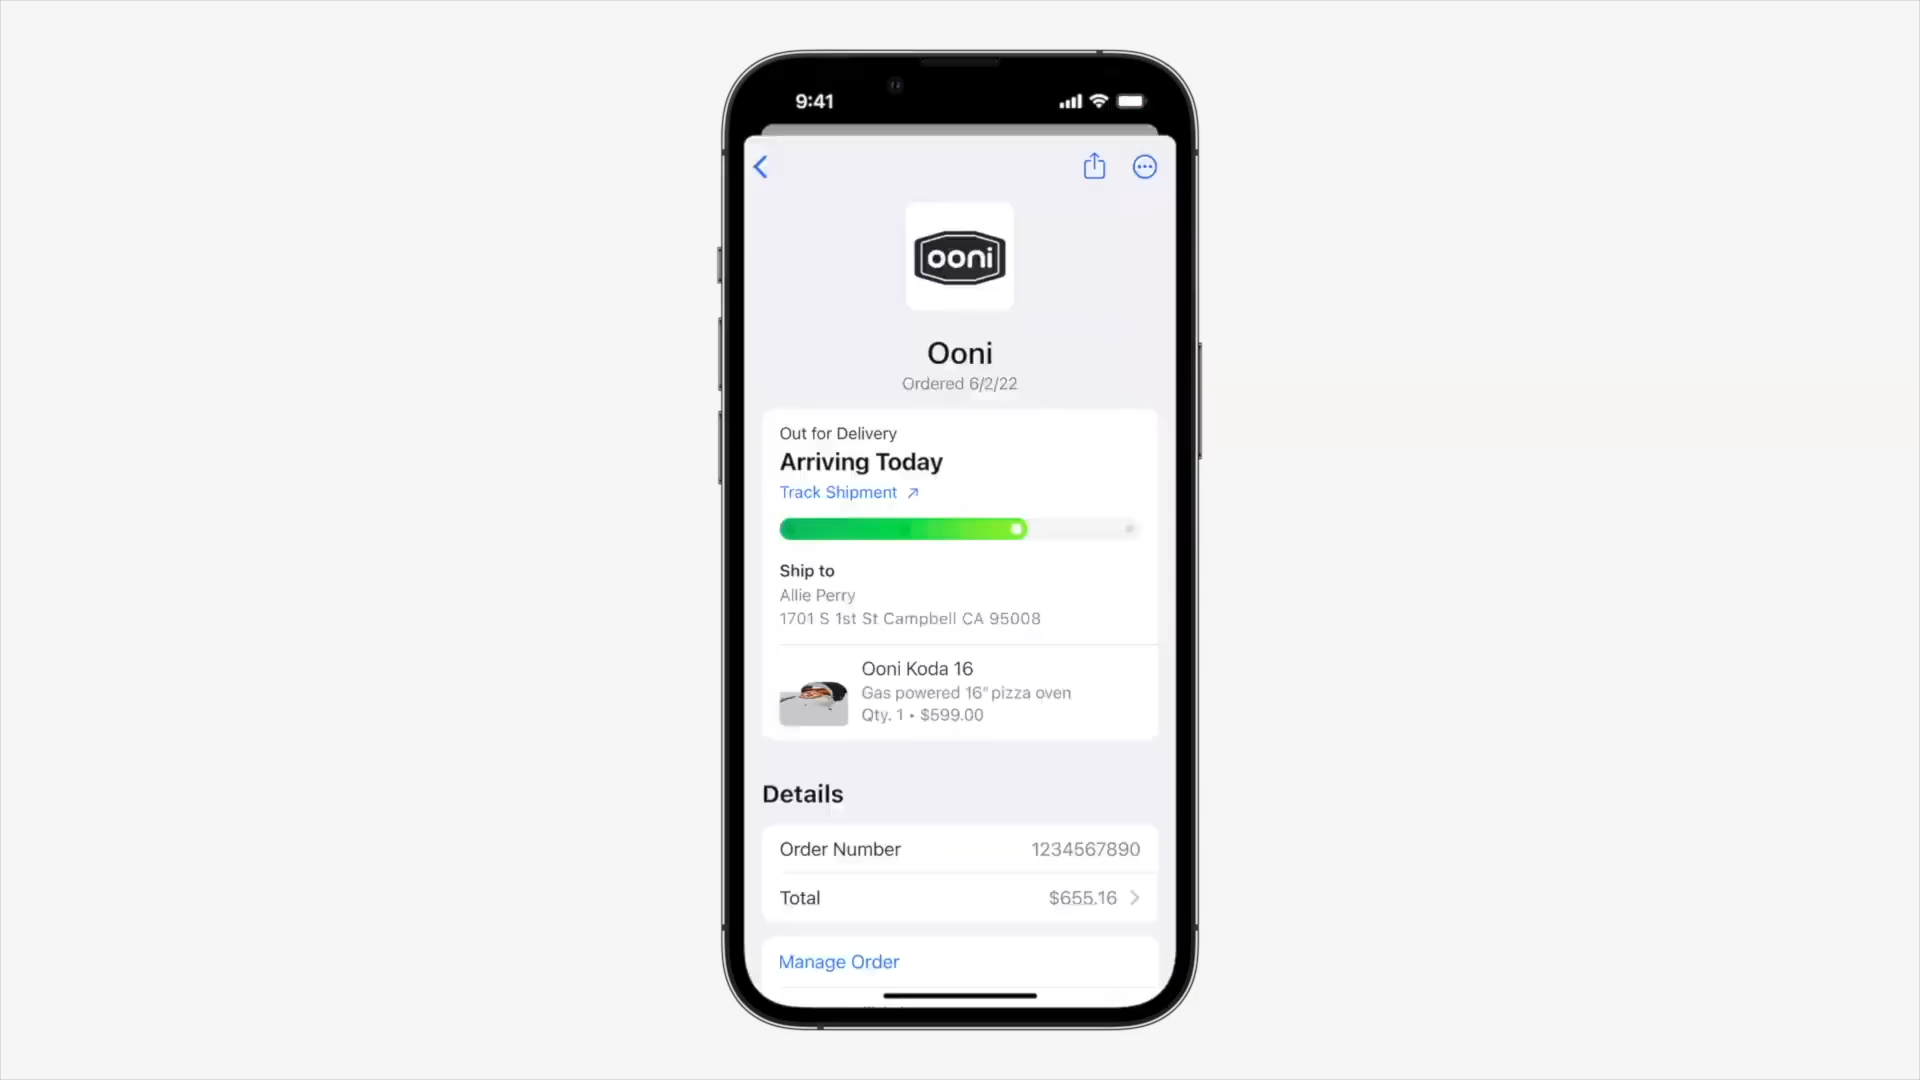 9:41
ooni
Ooni
Ordered 6/2/22
Out for Delivery
Arriving Today
Track Shipment
Ship to
Allie Perry
1701 S 1st St Campbell CA 95008
Ooni Koda 16
Gas powered 16" pizza oven
Qty. 1 • $599.00
Details
Order Number 1234567890
Total $655.16
Manage Order